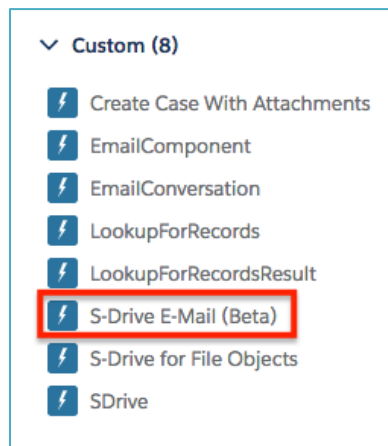 Custom (8)
Create Case With Attachments
EmailComponent
EmailConversation
LookupForRecords
LookupForRecordsResult
S-Drive E-Mail (Beta)
S-Drive for File Objects
SDrive